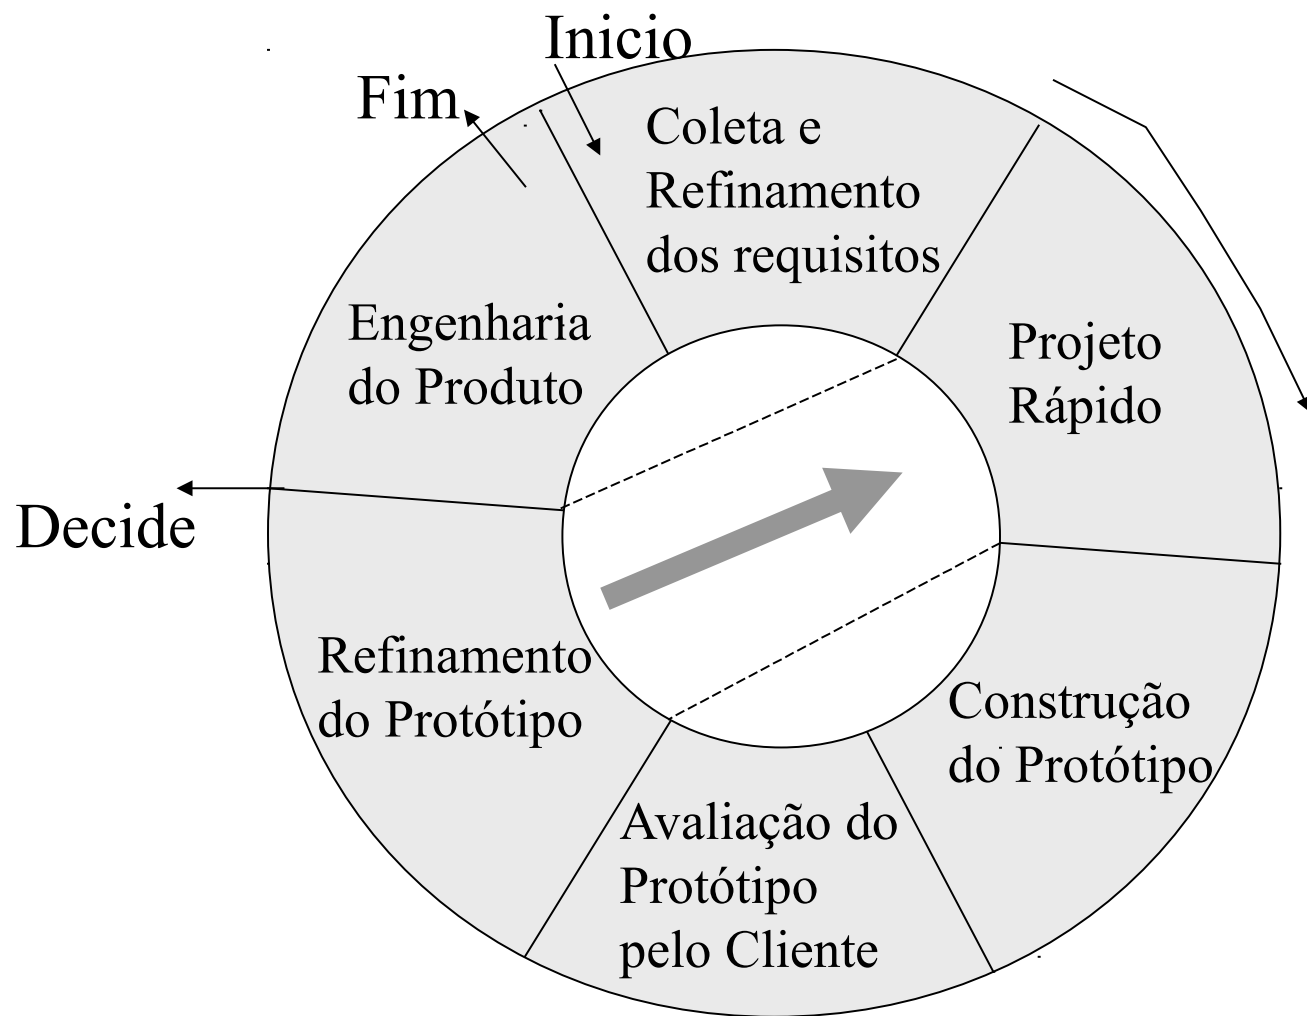 Inicio
Fim
Coleta e
Refinamento
dos requisitos
Projeto
Rápido
Construção
do Protótipo
Avaliação do
Protótipo
pelo Cliente
Refinamento
do Protótipo
Decide
Engenharia
do Produto